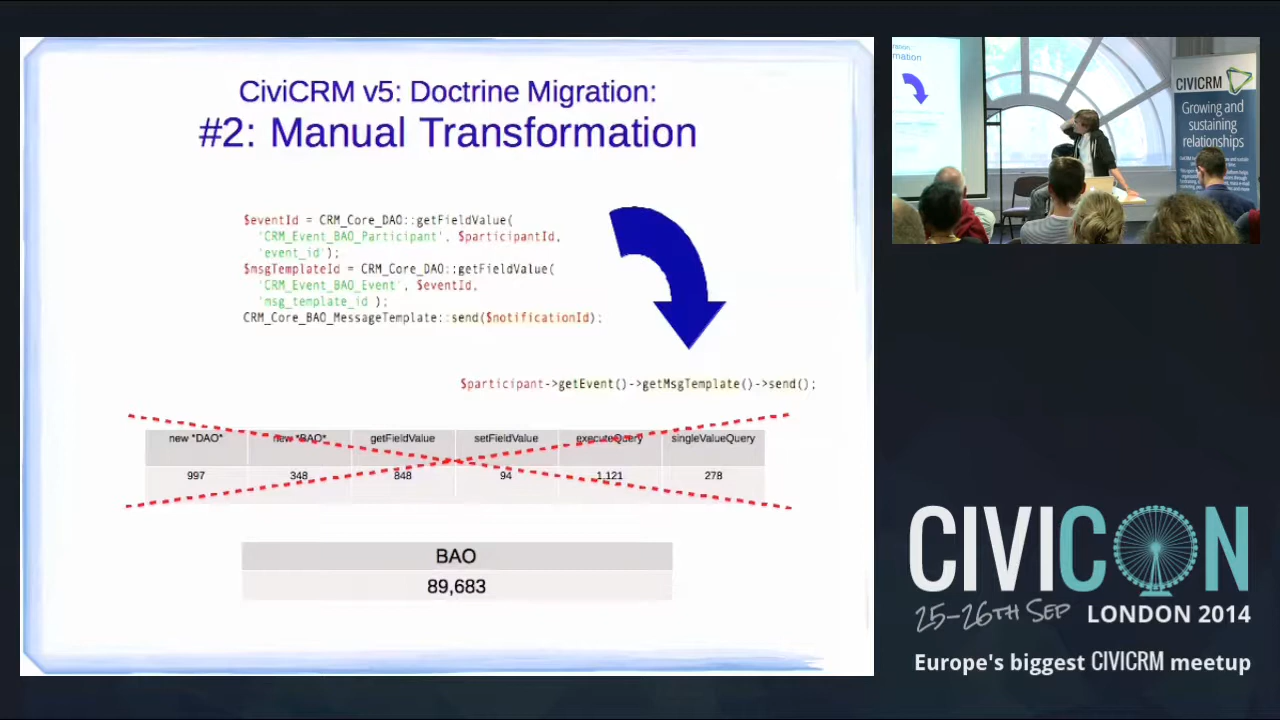 CiviCRM v5: Doctrine Migration:
#2: Manual Transformation
$eventId = CRM_Core_DAO::getFieldValue(
'CRM_Event_BAO_Participant', $participantId,
'event_id');
$msgTemplateId = CRM_Core_DAO::getFieldValue(
'CRM_Event_BAO_Event', $eventId,
'msg_template_id');
CRM_Core_BAO_MessageTemplate::send($notificationId);
$participant->getEvent()->getMsgTemplate()->send();
new *DAO* new *BAO* getFieldValue setFieldValue executeQuery singleValueQuery
997 348 848 94 1,121 278
BAO
89,683
mation
CIVICRM
Growing and
sustaining
relationships
CIVICON
25-26TH SEP LONDON 2014
Europe's biggest CIVICRM meetup